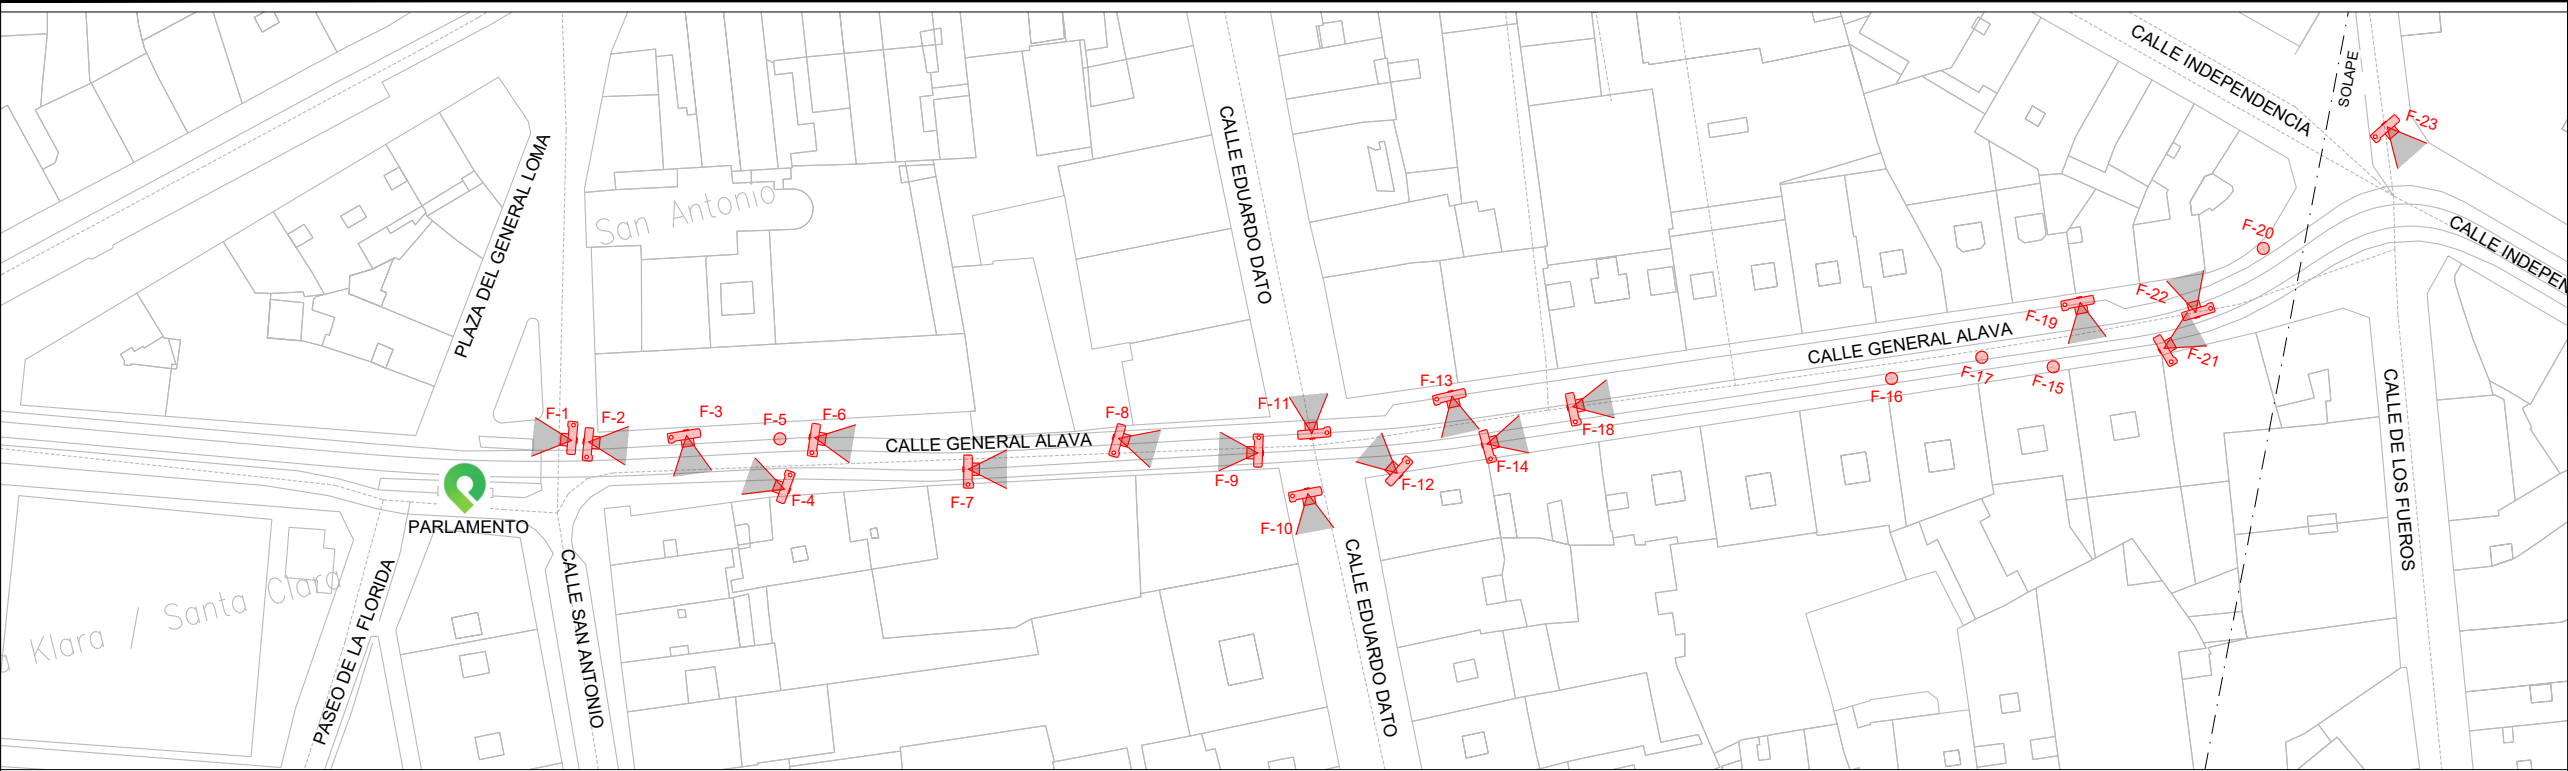 CALLE INDEPENDENCIA
SOLAPE
F-23
PLAZA DEL GENERAL LOMA
San Antonio
CALLE EDUARDO DATO
F-20
CALLE INDEPEN
F-22
F-19
CALLE GENERAL ALAVA
F-21
F-17
F-15
F-16
F-13
F-18
F-14
F-11
F-12
F-10
F-9
F-8
CALLE GENERAL ALAVA
F-7
F-6
F-5
F-4
F-3
F-2
F-1
PARLAMENTO
CALLE DE LOS FUEROS
a Klara / Santa Clara
PASEO DE LA FLORIDA
CALLE SAN ANTONIO
CALLE EDUARDO DATO